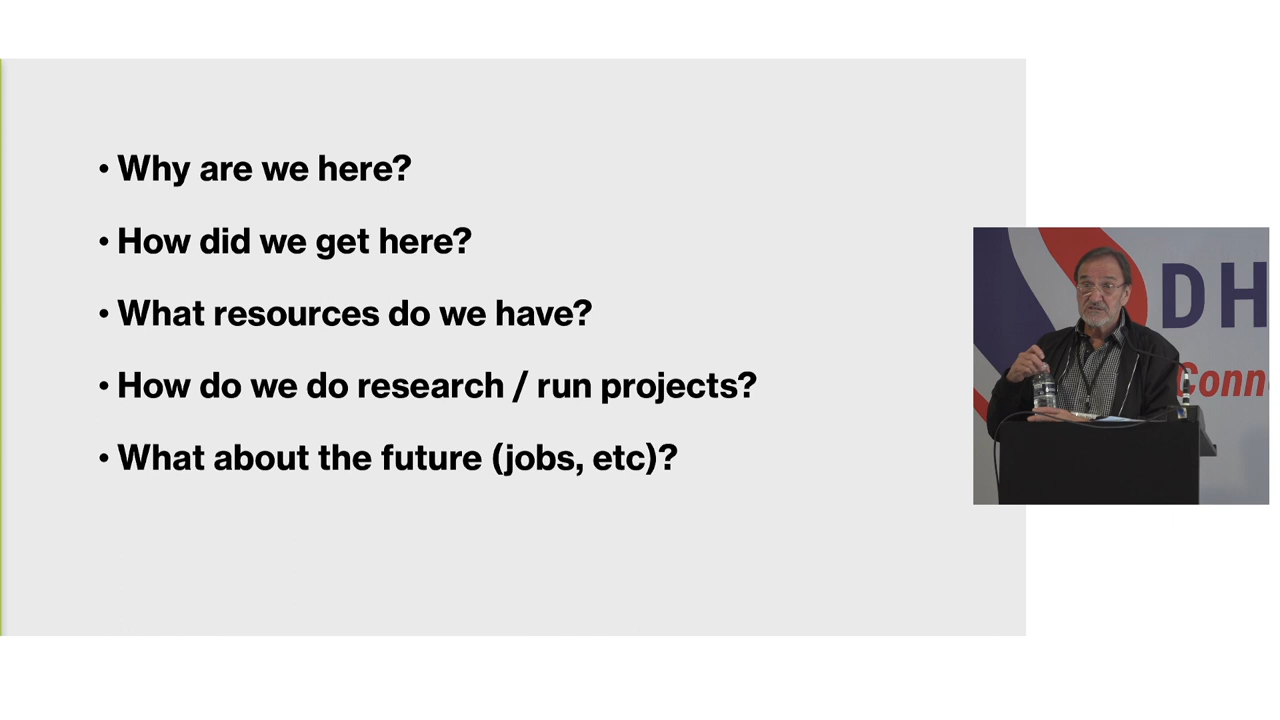 • Why are we here?
• How did we get here?
• What resources do we have?
• How do we do research / run projects?
• What about the future (jobs, etc)?
DH
Conn